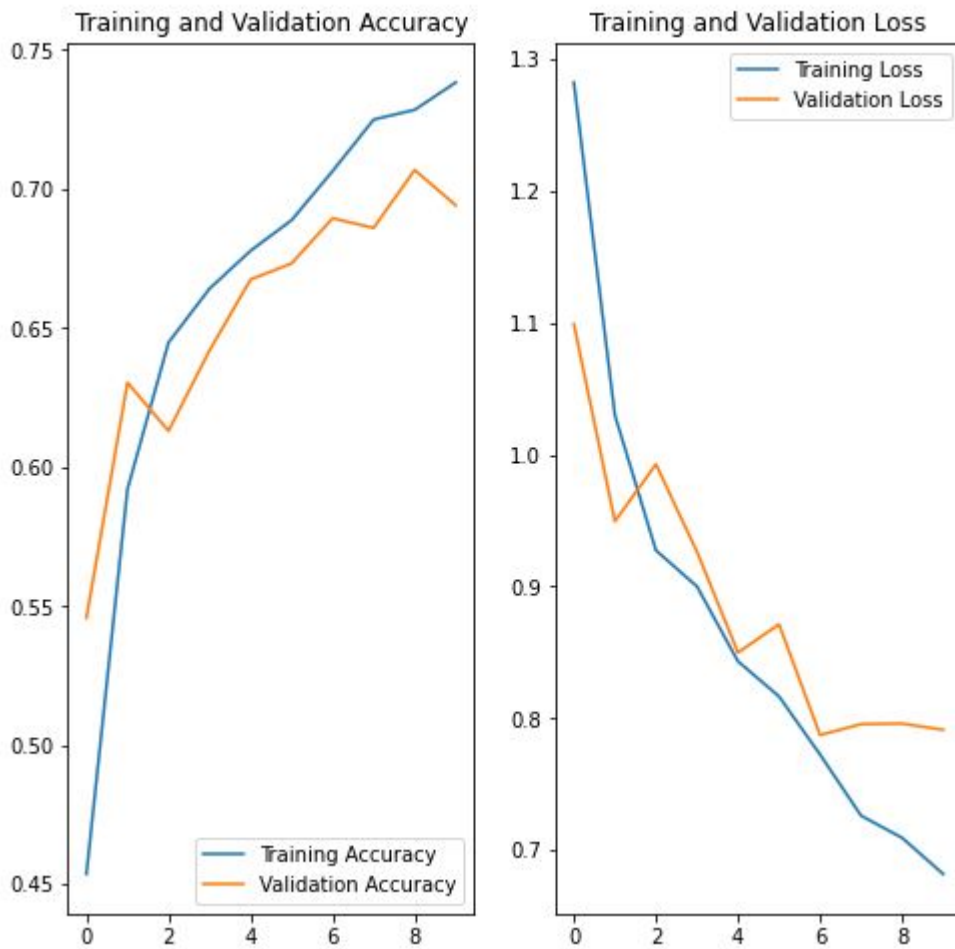 Training and Validation Accuracy
0.75
0.70
0.65
0.60
0.55
0.50
0.45
Training Accuracy
Validation Accuracy
0 2 4 6 8
Training and Validation Loss
1.3
1.2
1.1
1.0
0.9
0.8
0.7
Training Loss
Validation Loss
0 2 4 6 8